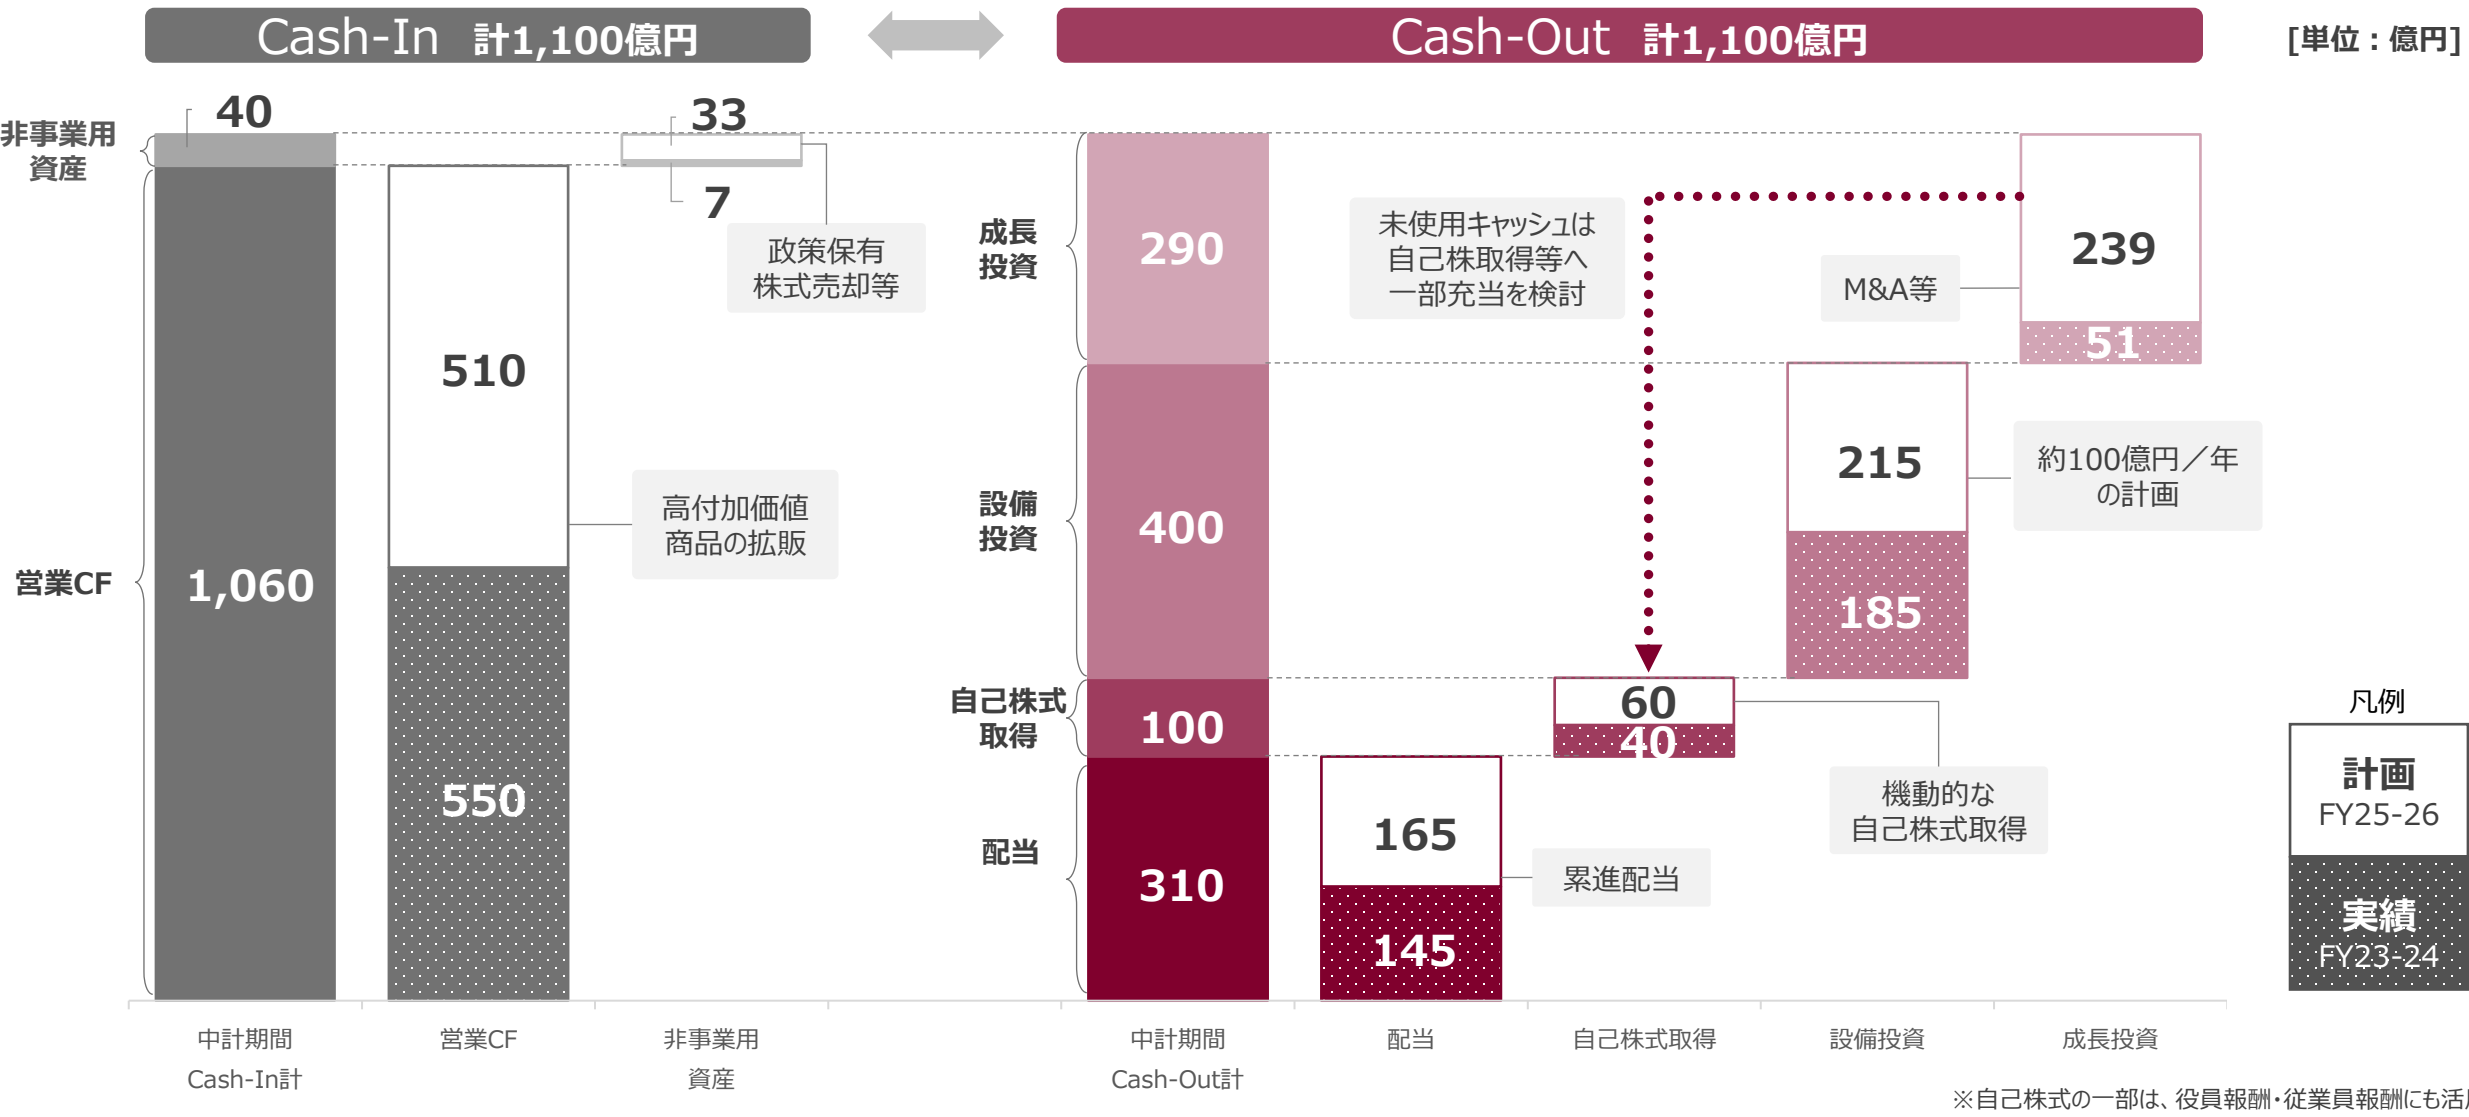 Cash-In 計1,100億円
Cash-Out 計1,100億円
[単位：億円]
非事業用
資産
40
営業CF
1,060
510
550
33
7
政策保有
株式売却等
高付加価値
商品の拡販
成長
投資
290
設備
投資
400
自己株式
取得
100
配当
310
未使用キャッシュは
自己株取得等へ
一部充当を検討
165
145
累進配当
60
40
機動的な
自己株式取得
215
185
約100億円／年
の計画
M&A等
239
51
凡例
計画
FY25-26
実績
FY23-24
中計期間
Cash-In計
営業CF
非事業用
資産
中計期間
Cash-Out計
配当
自己株式取得
設備投資
成長投資
※自己株式の一部は、役員報酬・従業員報酬にも活